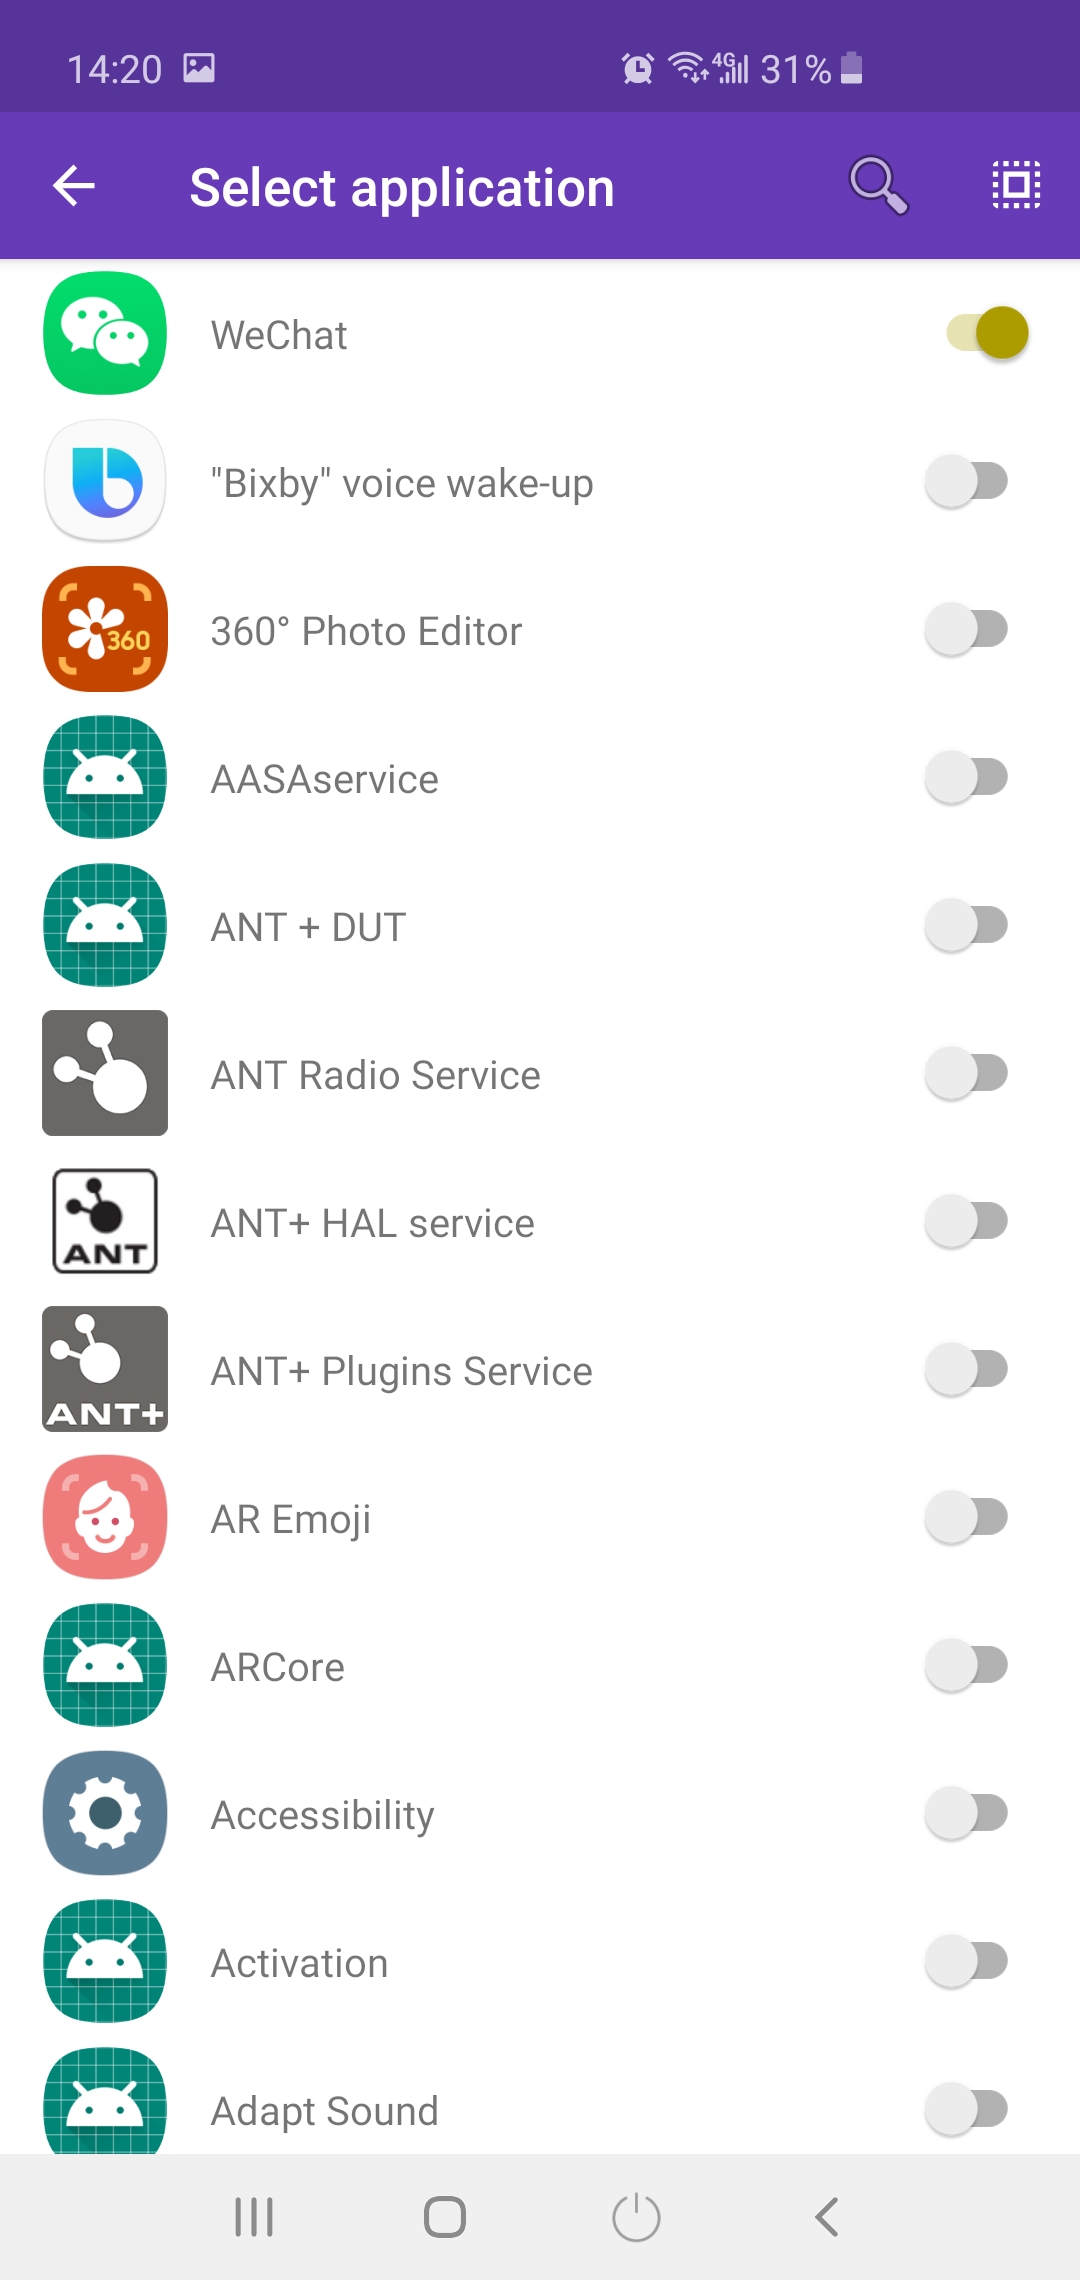 14:20 4G 31%
Select application
WeChat
"Bixby" voice wake-up
360
360° Photo Editor
AASAservice
ANT + DUT
ANT Radio Service
ANT
ANT+ HAL service
ANT+
ANT+ Plugins Service
AR Emoji
ARCore
Accessibility
Activation
Adapt Sound